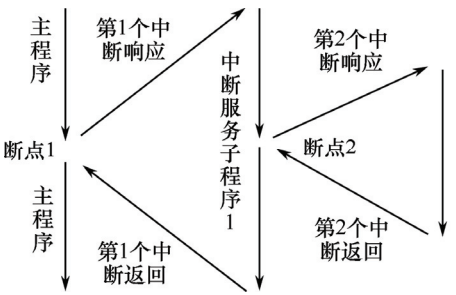 主程序
第1个中
断响应
中断服务子程序1
第2个中
断响应
断点1
断点2
主程序
第1个中
断返回
第2个中
断返回